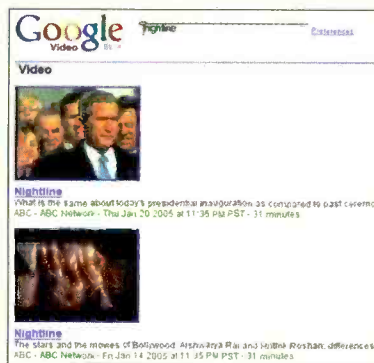 Google
Video
nightline
Preferences
Video
Nightline
What is the same about today's presidential inauguration as compared to past ceremo
ABC - ABC Network - Thu Jan 20 2005 at 11:35 PM PST - 31 minutes
Nightline
The stars and the movies of Bollywood: Aishwarya Rai and Hrithik Roshan; differences
ABC - ABC Network - Fri Jan 14 2005 at 11:35 PM PST - 31 minutes